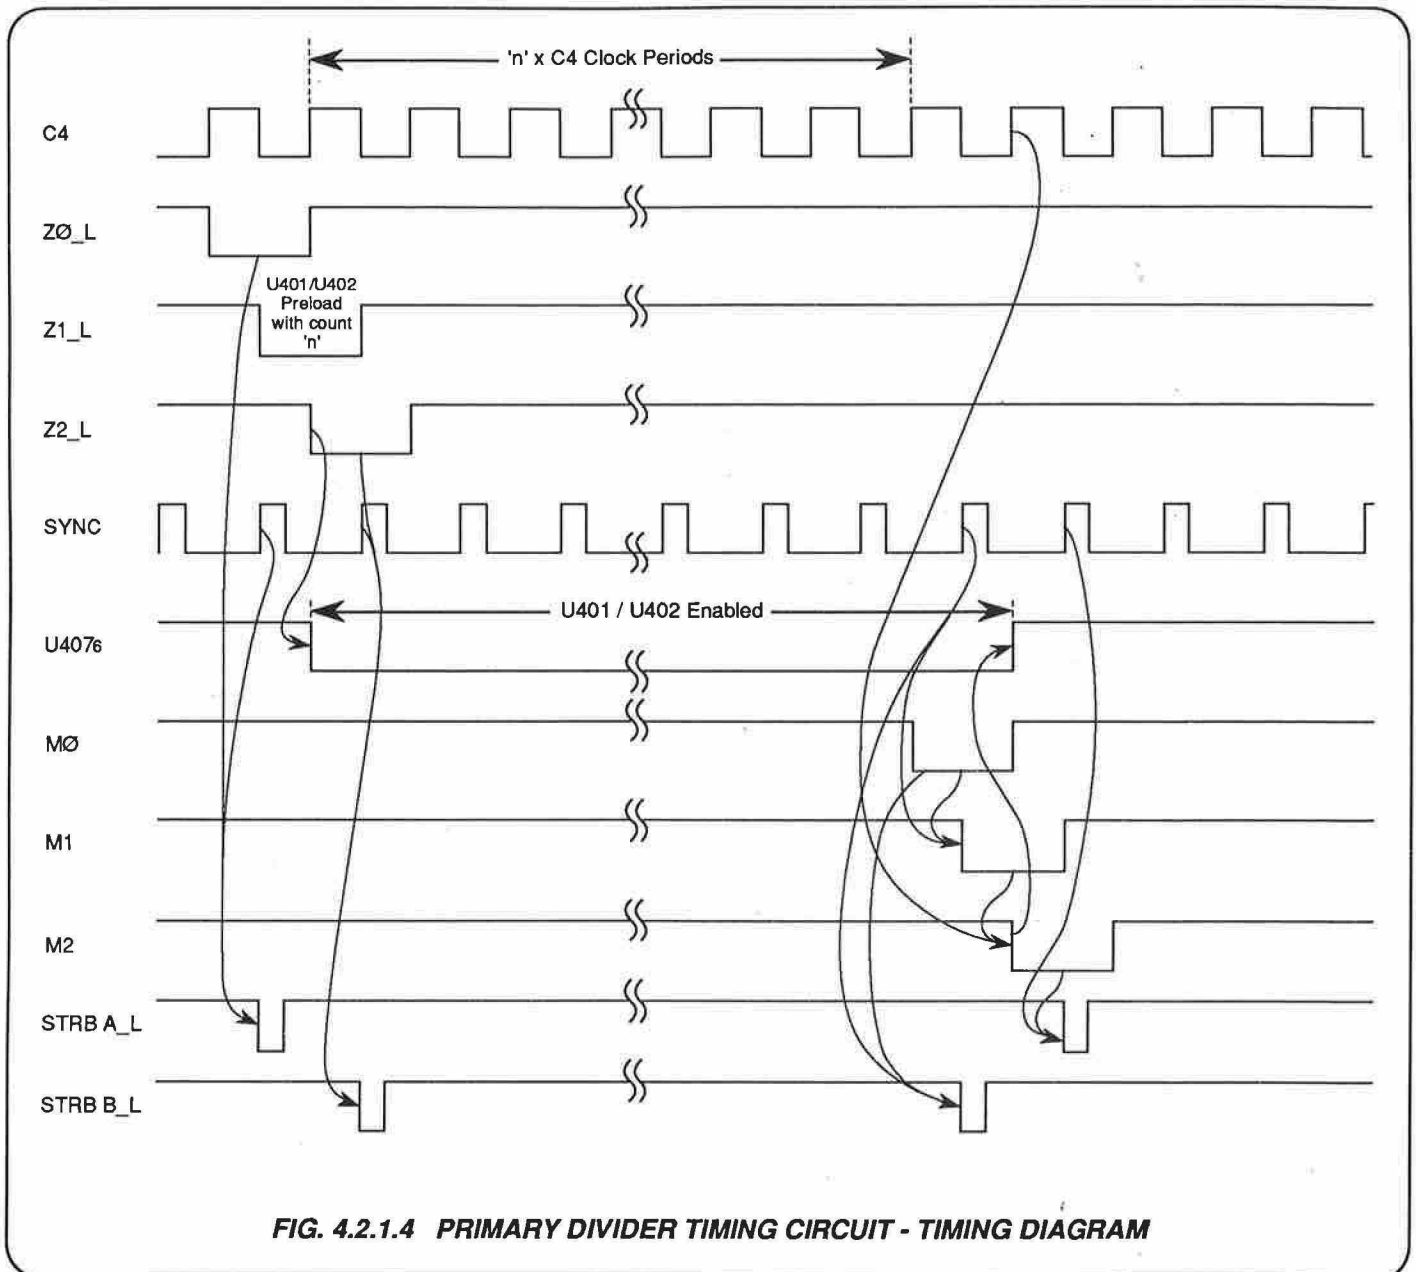 'n' x C4 Clock Periods
C4
ZØ_L
U401/U402
Preload
with count
'n'
Z1_L
Z2_L
SYNC
U401 / U402 Enabled
U4076
MØ
M1
M2
STRB A_L
STRB B_L
FIG. 4.2.1.4 PRIMARY DIVIDER TIMING CIRCUIT - TIMING DIAGRAM